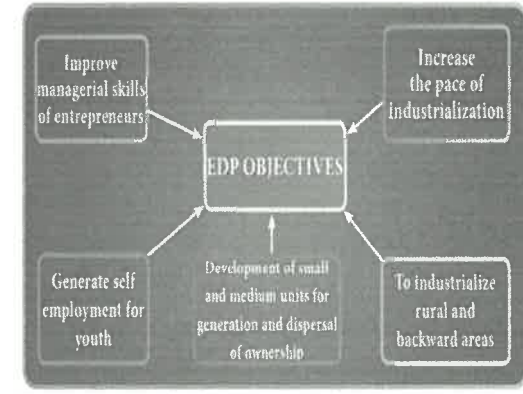 Improve
managerial skills
of entrepreneurs
Increase
the pace of
industrialization
EDP OBJECTIVES
Generate self
employment for
youth
Development of small
and medium units for
generation and dispersal
of ownership
To industrialize
rural and
backward areas